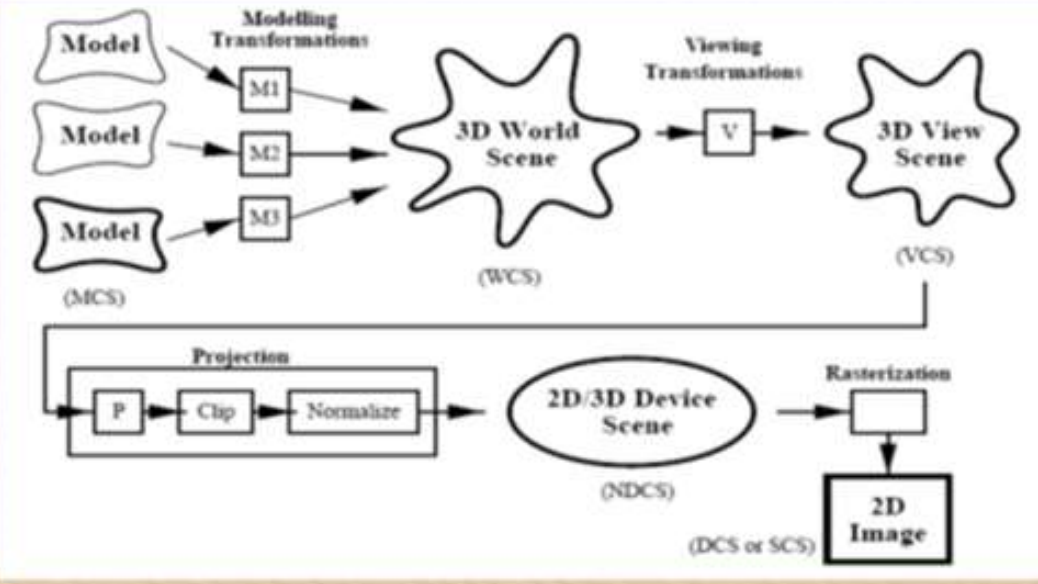 Modelling
Transformations
Model
M1
Model
M2
Model
M3
(MCS)
3D World
Scene
(WCS)
Viewing
Transformations
V
3D View
Scene
(VCS)
Projection
P
Clip
Normalize
2D/3D Device
Scene
(NDCS)
Rasterization
2D
Image
(DCS or SCS)